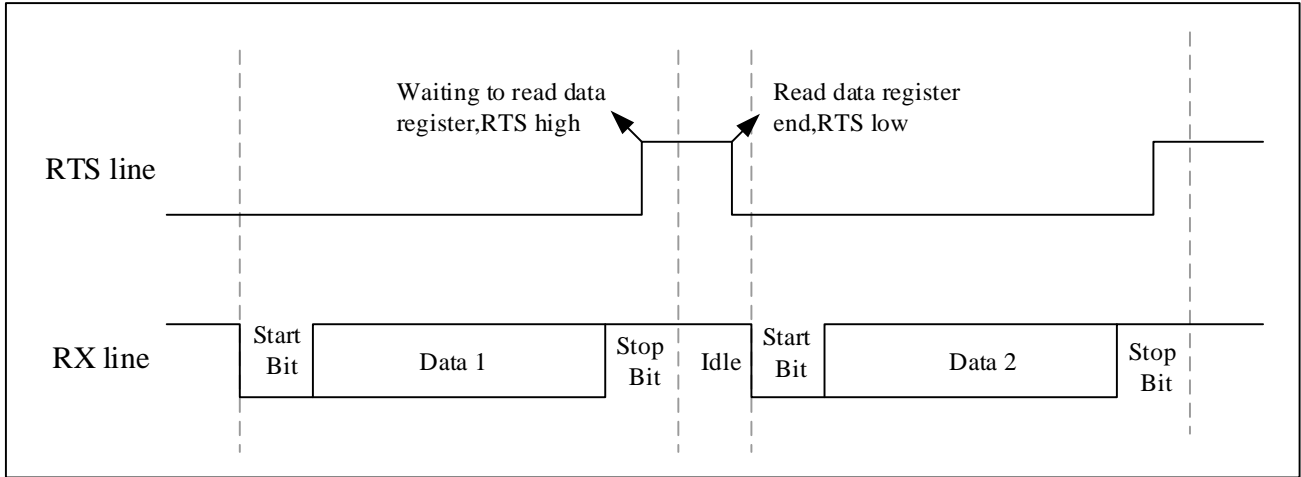 Waiting to read data
register,RTS high
Read data register
end,RTS low
RTS line
RX line
Start
Bit
Data 1
Stop
Bit
Idle
Start
Bit
Data 2
Stop
Bit